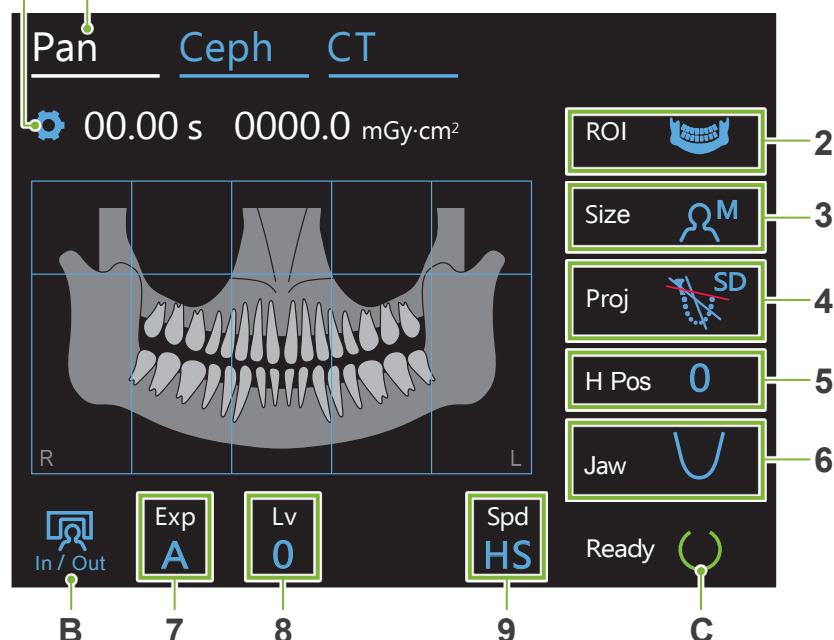 Pan Ceph CT
00.00 s 0000.0 mGy·cm²
ROI
2
Size M
3
Proj SD
4
H Pos 0
5
Jaw
6
R L
In / Out
Exp
A
Lv
0
Spd
HS
Ready
B 7 8 9 C